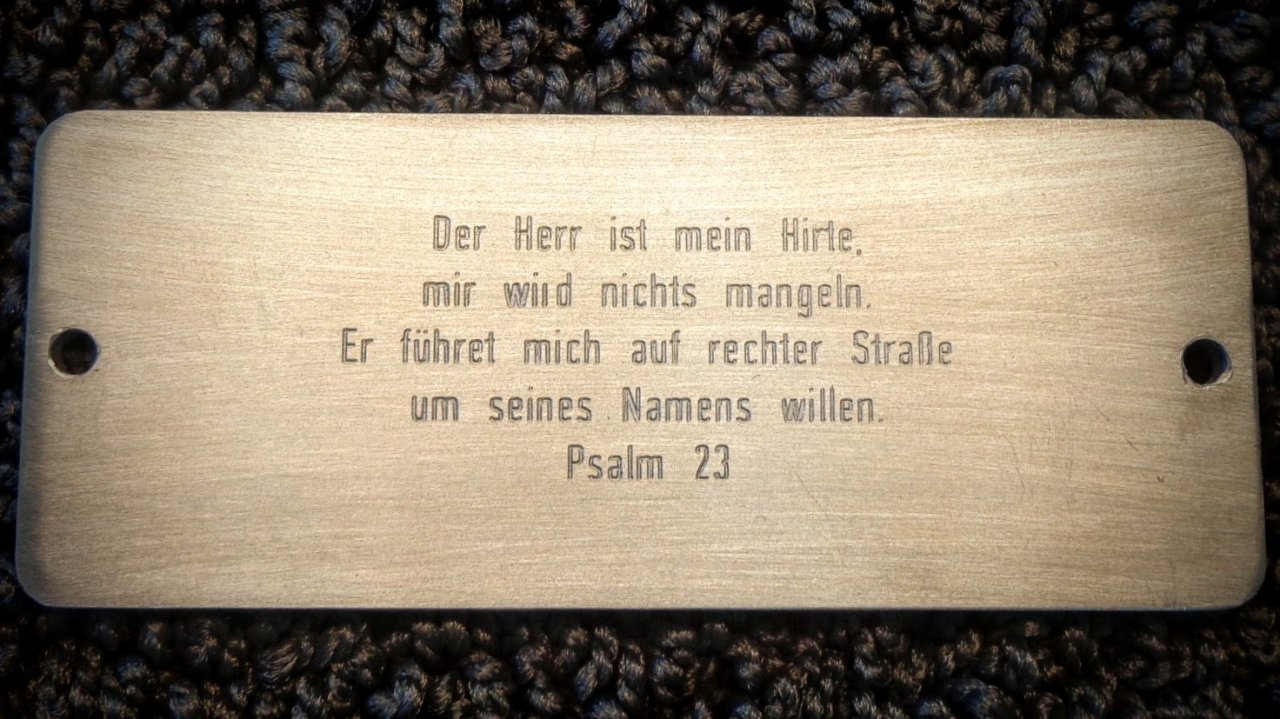 Der Herr ist mein Hirte.
mir wird nichts mangeln.
Er führet mich auf rechter Straße
um seines Namens willen.
Psalm 23